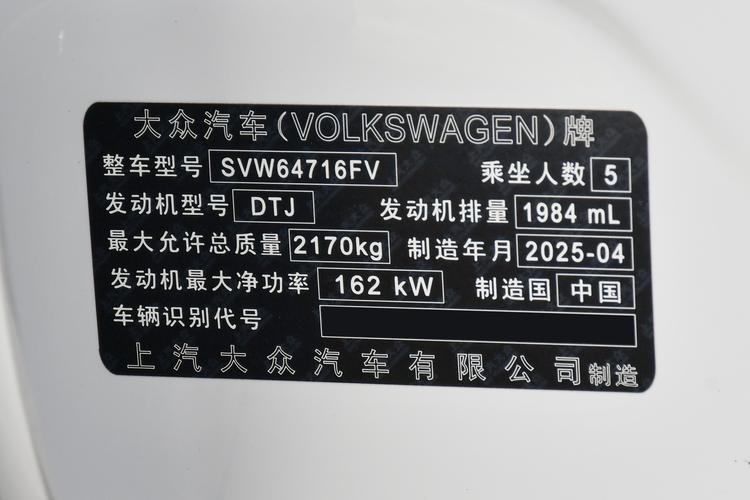 大众汽车(VOLKSWAGEN)牌
整车型号 SVW64716FV 乘坐人数 5
发动机型号 DTJ 发动机排量 1984 mL
最大允许总质量 2170kg 制造年月 2025-04
发动机最大净功率 162 kW 制造国 中国
车辆识别代号
上汽大众汽车有限公司制造